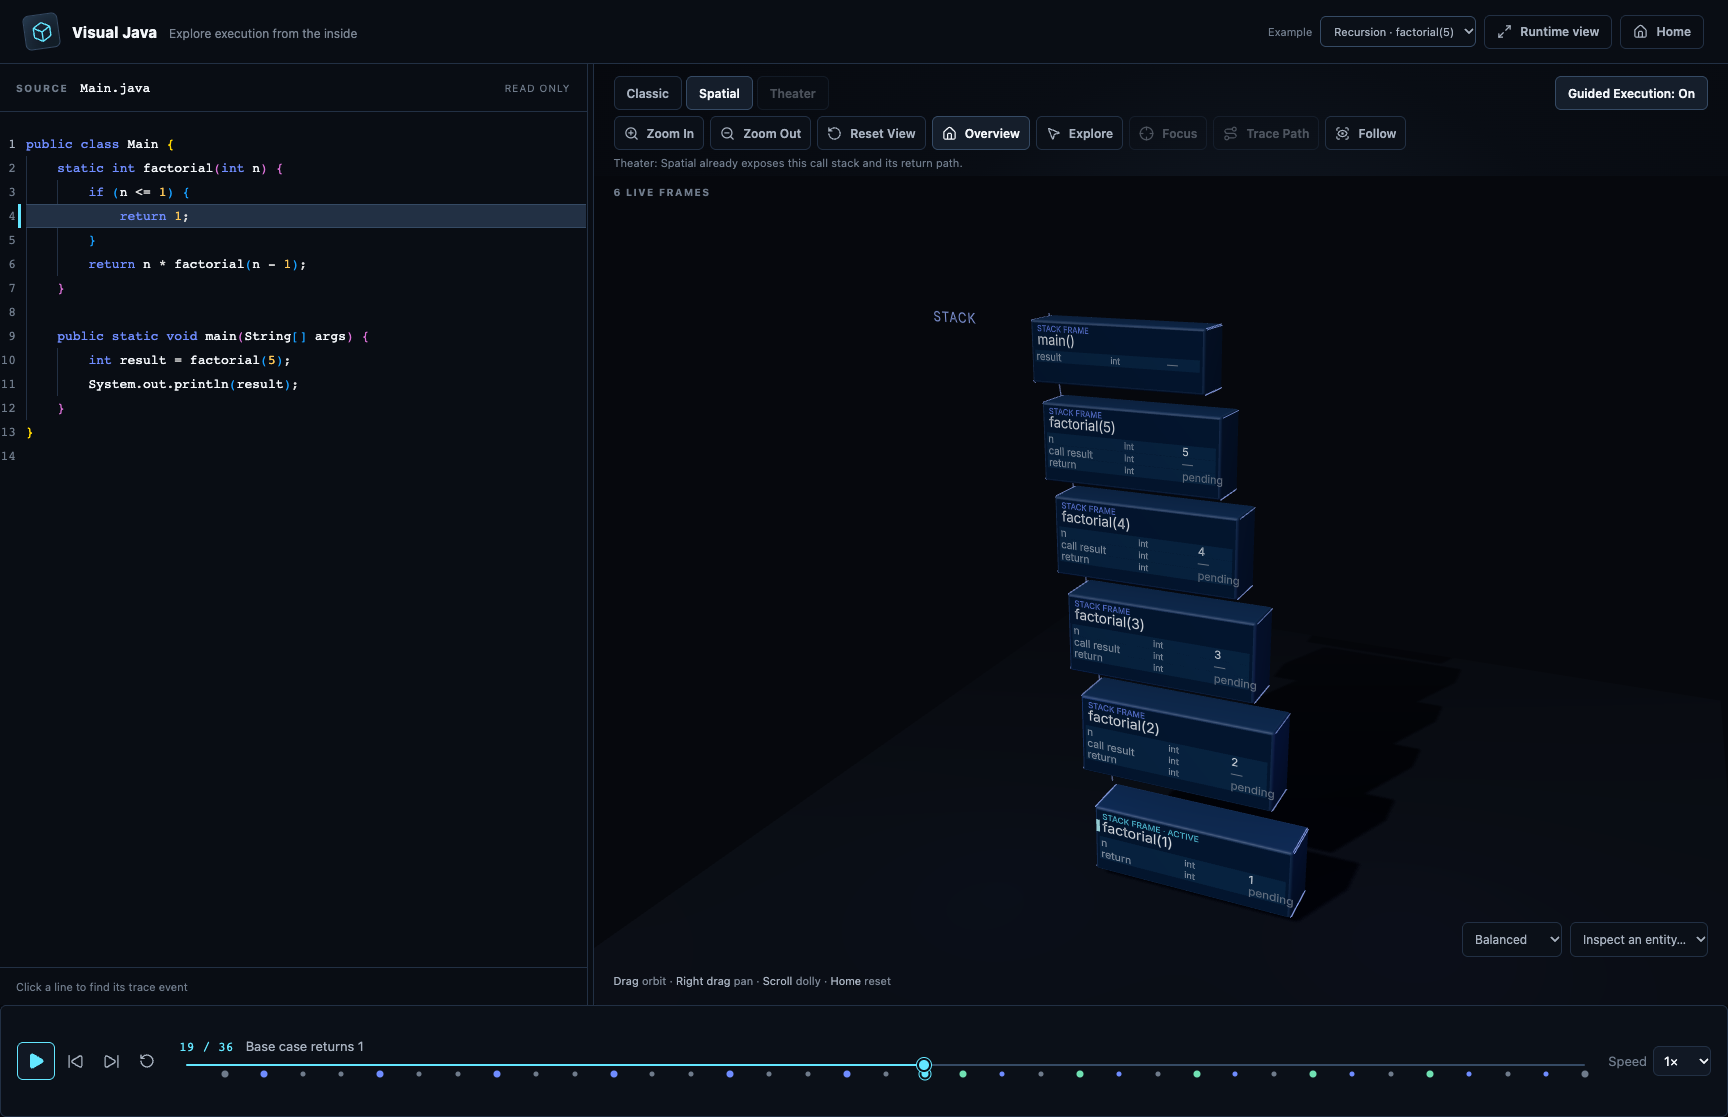 Visual Java Explore execution from the inside
Example Recursion · factorial(5) Runtime view Home
SOURCE Main.java READ ONLY
1 public class Main {
2 static int factorial(int n) {
3 if (n <= 1) {
4 return 1;
5 }
6 return n * factorial(n - 1);
7 }
8
9 public static void main(String[] args) {
10 int result = factorial(5);
11 System.out.println(result);
12 }
13 }
14
Click a line to find its trace event
Classic Spatial Theater Guided Execution: On
Zoom In Zoom Out Reset View Overview Explore Focus Trace Path Follow
Theater: Spatial already exposes this call stack and its return path.
6 LIVE FRAMES
STACK
STACK FRAME
main()
result int —
STACK FRAME
factorial(5)
n int 5
call result int —
return int pending
STACK FRAME
factorial(4)
n int 4
call result int —
return int pending
STACK FRAME
factorial(3)
n int 3
call result int —
return int pending
STACK FRAME
factorial(2)
n int 2
call result int —
return int pending
STACK FRAME · ACTIVE
factorial(1)
n int 1
return int pending
Balanced Inspect an entity...
Drag orbit · Right drag pan · Scroll dolly · Home reset
19 / 36 Base case returns 1
Speed 1×